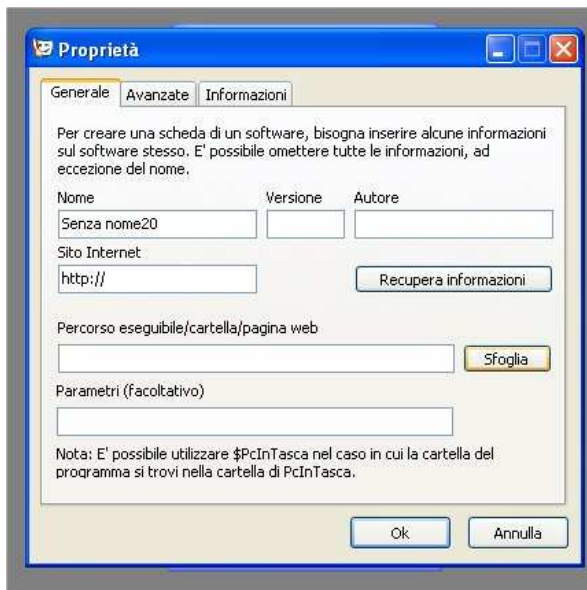 Proprietà
Generale Avanzate Informazioni
Per creare una scheda di un software, bisogna inserire alcune informazioni
sul software stesso. E' possibile omettere tutte le informazioni, ad
eccezione del nome.
Nome Versione Autore
Senza nome20
Sito Internet
http://
Recupera informazioni
Percorso eseguibile/cartella/pagina web
Sfoglia
Parametri (facoltativo)
Nota: E' possibile utilizzare $PcInTasca nel caso in cui la cartella del
programma si trovi nella cartella di PcInTasca.
Ok Annulla